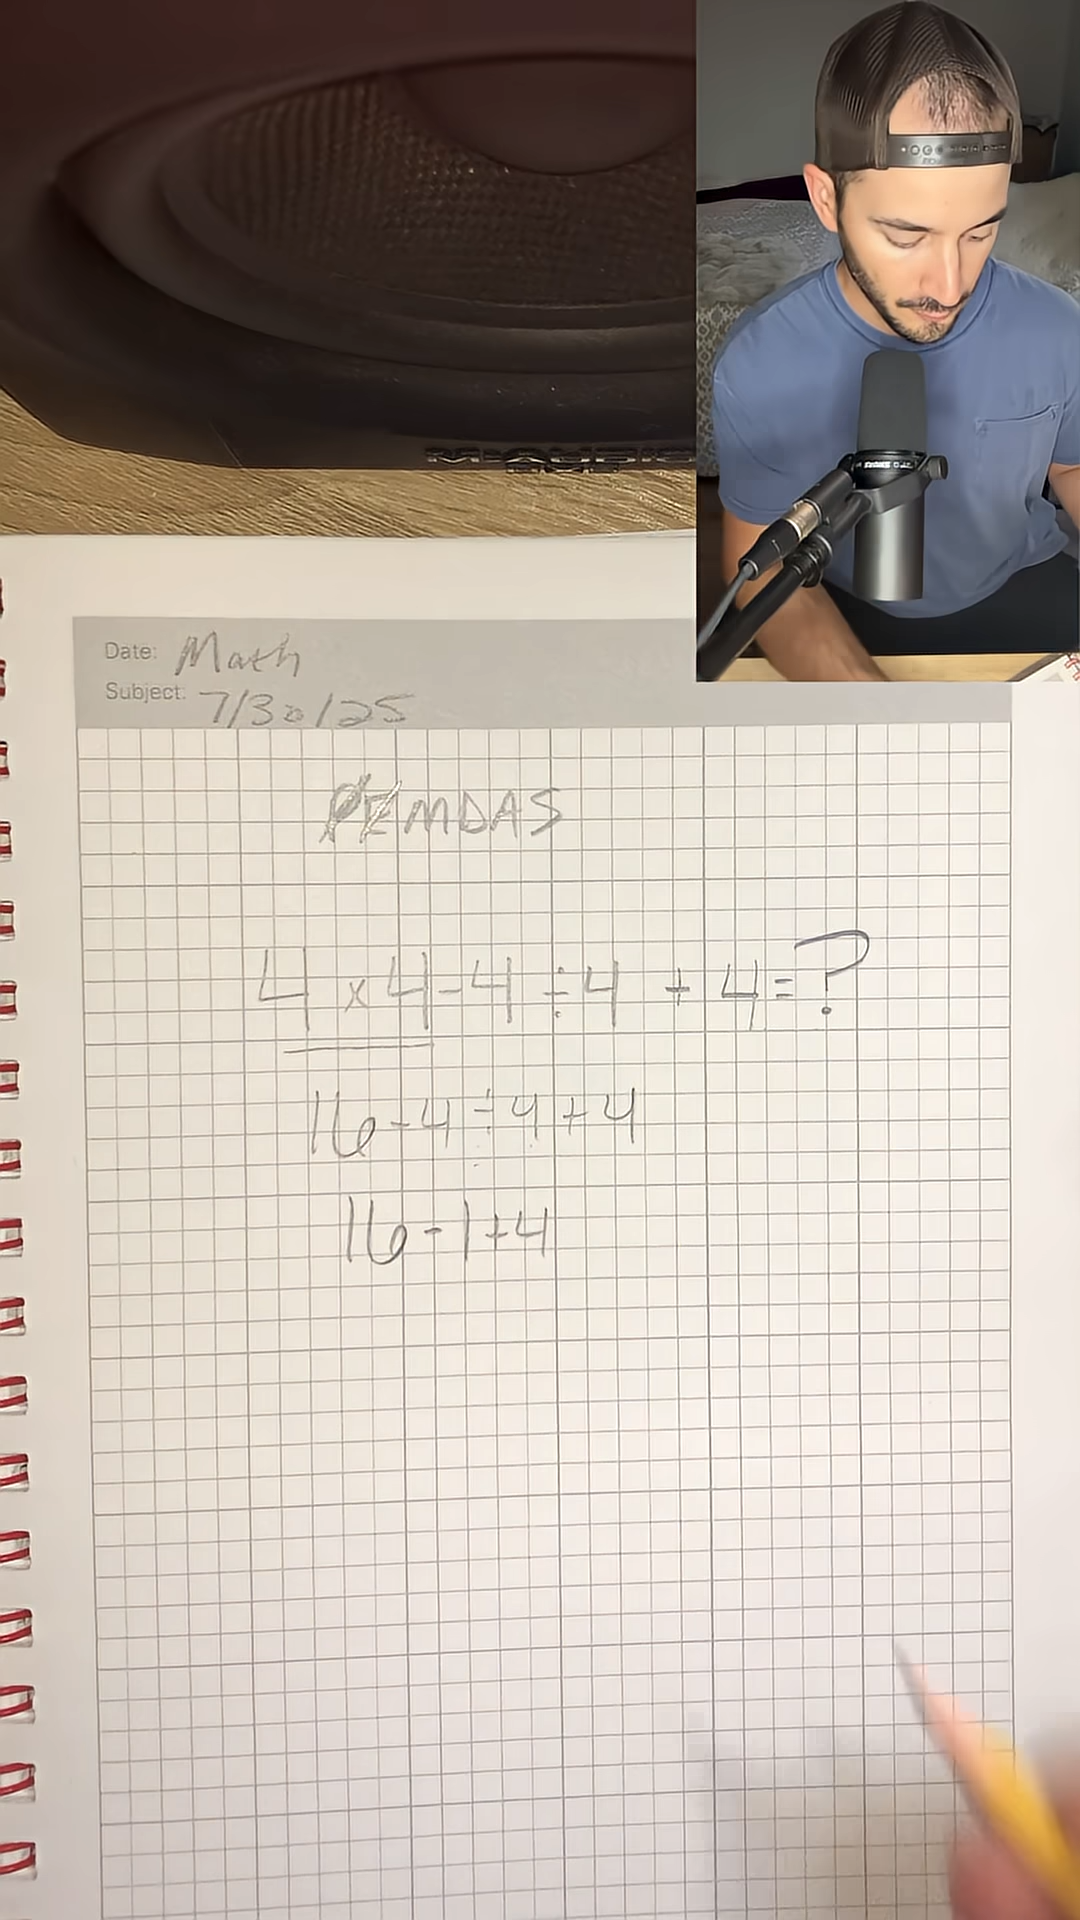 Date: Math
Subject: 7/30/25
PEMDAS
4 x 4 - 4 ÷ 4 + 4 = ?
16 - 4 ÷ 4 + 4
16 - 1 + 4